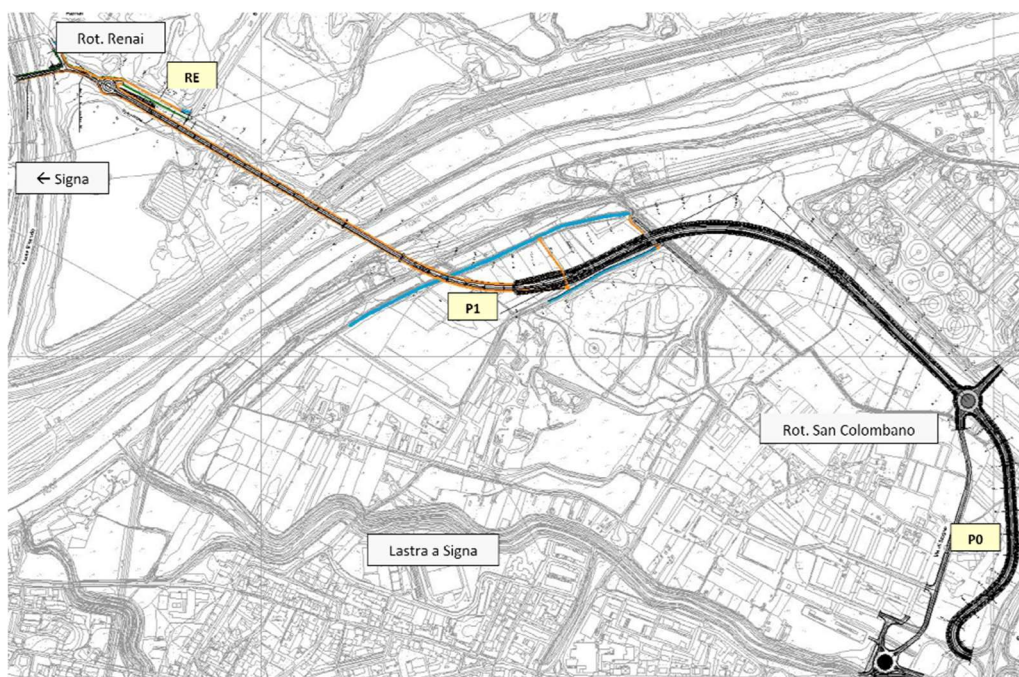 Rot. Renai
RE
← Signa
P1
Rot. San Colombano
P0
Lastra a Signa